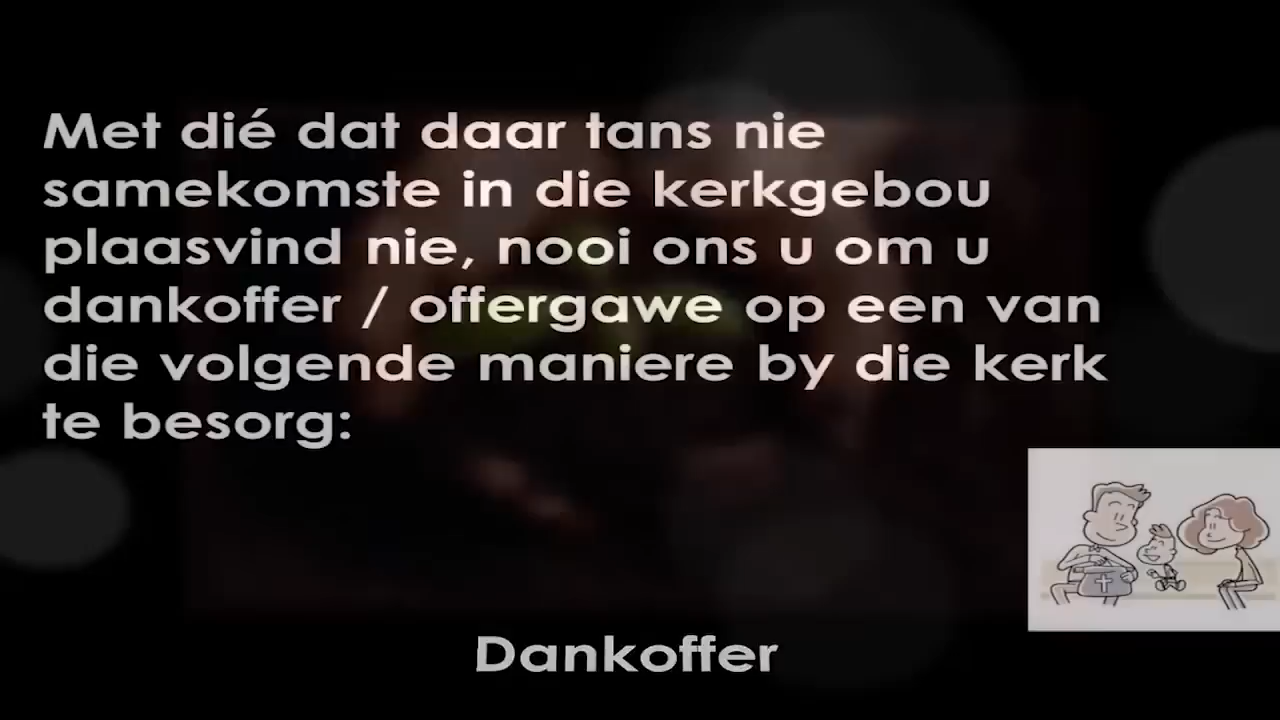 Met dié dat daar tans nie
samekomste in die kerkgebou
plaasvind nie, nooi ons u om u
dankoffer / offergawe op een van
die volgende maniere by die kerk
te besorg:
Dankoffer